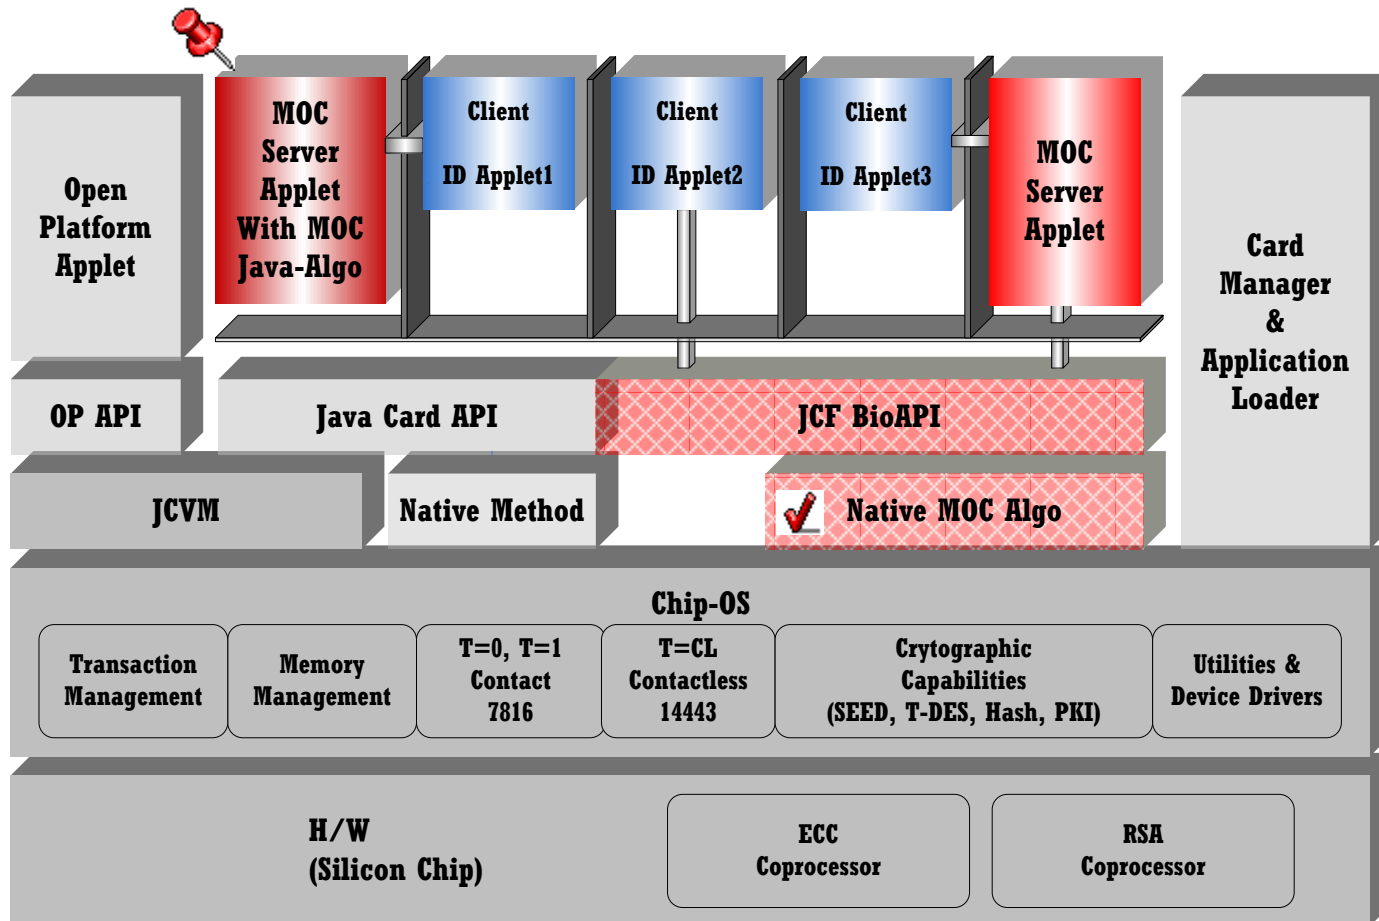 MOC
Server
Applet
With MOC
Java-Algo
Client
ID Applet1
Client
ID Applet2
Client
ID Applet3
MOC
Server
Applet
Open
Platform
Applet
Card
Manager
&
Application
Loader
OP API
Java Card API
JCF BioAPI
JCVM
Native Method
Native MOC Algo
Chip-OS
Transaction
Management
Memory
Management
T=0, T=1
Contact
7816
T=CL
Contactless
14443
Crytographic
Capabilities
(SEED, T-DES, Hash, PKI)
Utilities &
Device Drivers
H/W
(Silicon Chip)
ECC
Coprocessor
RSA
Coprocessor